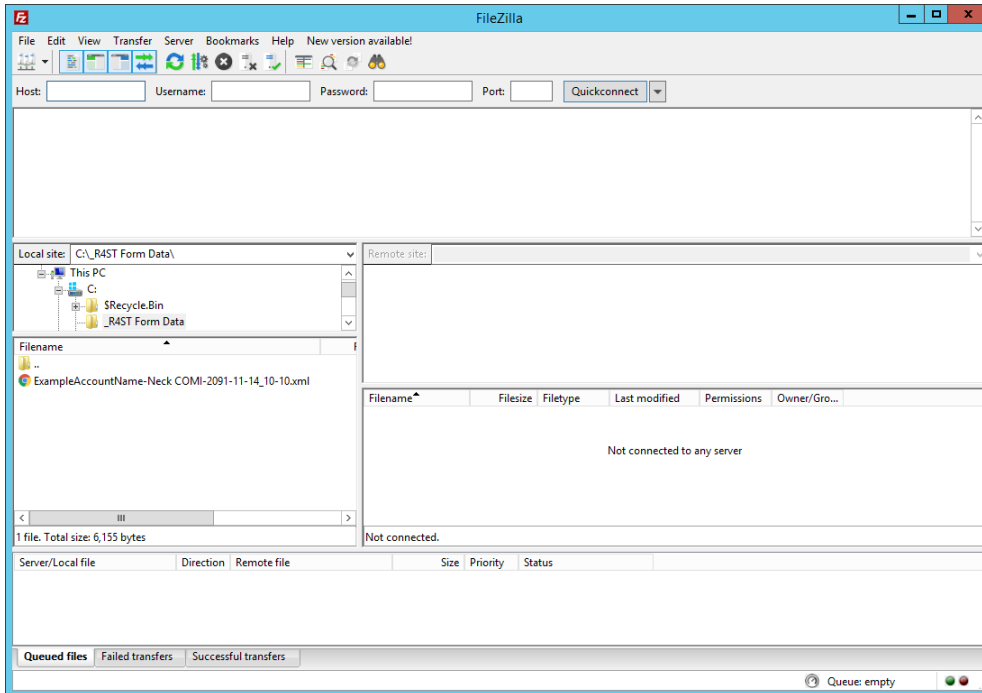 Fz FileZilla
File Edit View Transfer Server Bookmarks Help New version available!
Host: Username: Password: Port: Quickconnect
Local site: C:\_R4ST Form Data\
Remote site:
This PC
C:
$Recycle.Bin
_R4ST Form Data
Filename F
..
ExampleAccountName-Neck COMI-2091-11-14_10-10.xml
1 file. Total size: 6,155 bytes
Filename Filesize Filetype Last modified Permissions Owner/Gro...
Not connected to any server
Not connected.
Server/Local file Direction Remote file Size Priority Status
Queued files Failed transfers Successful transfers
Queue: empty